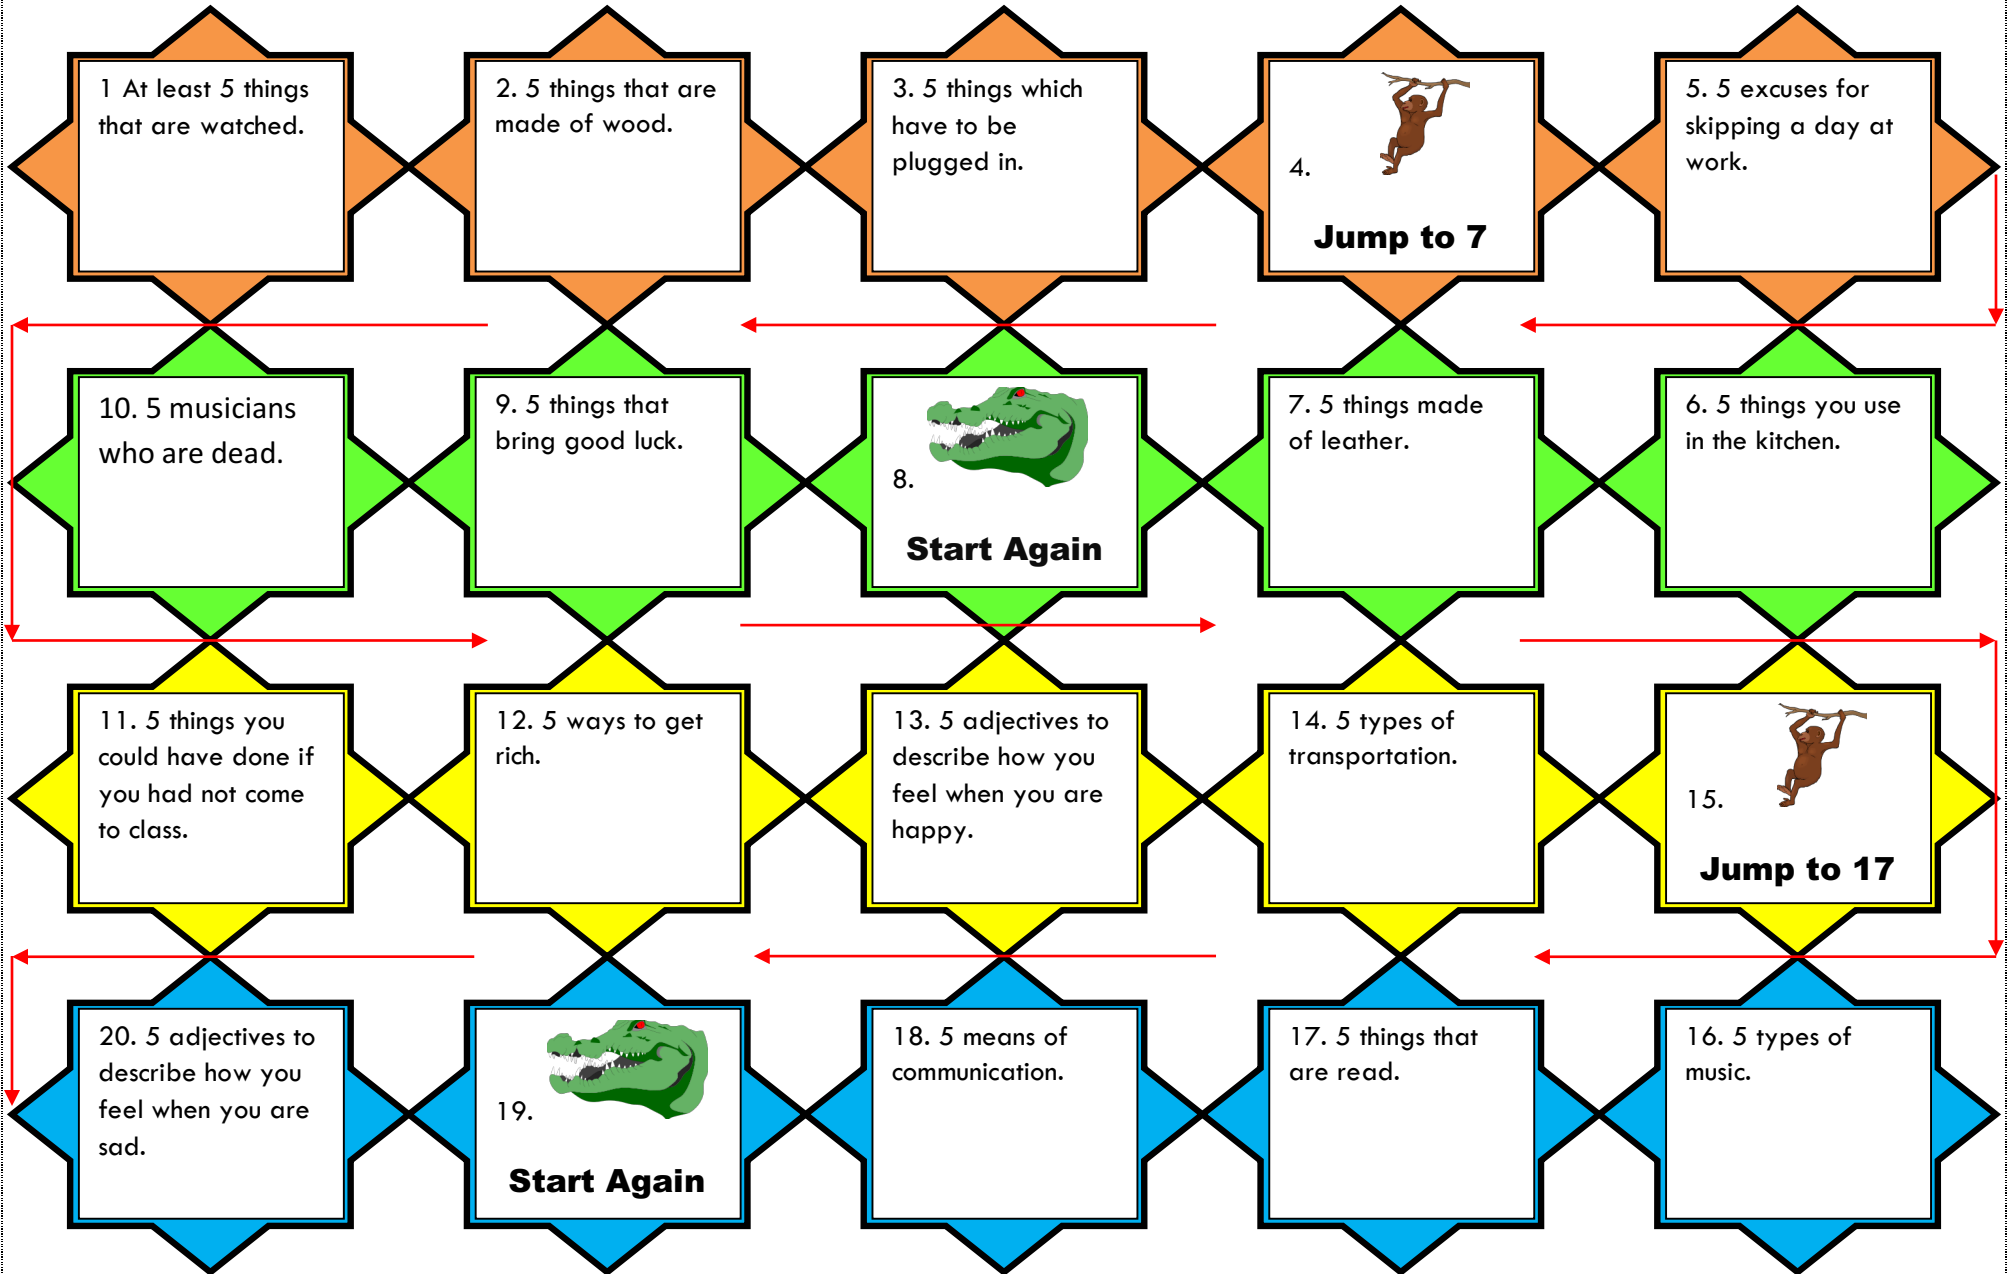 1 At least 5 things
that are watched.
2. 5 things that are
made of wood.
3. 5 things which
have to be
plugged in.
4.
Jump to 7
5. 5 excuses for
skipping a day at
work.
10. 5 musicians
who are dead.
9. 5 things that
bring good luck.
8.
Start Again
7. 5 things made
of leather.
6. 5 things you use
in the kitchen.
11. 5 things you
could have done if
you had not come
to class.
12. 5 ways to get
rich.
13. 5 adjectives to
describe how you
feel when you are
happy.
14. 5 types of
transportation.
15.
Jump to 17
20. 5 adjectives to
describe how you
feel when you are
sad.
19.
Start Again
18. 5 means of
communication.
17. 5 things that
are read.
16. 5 types of
music.